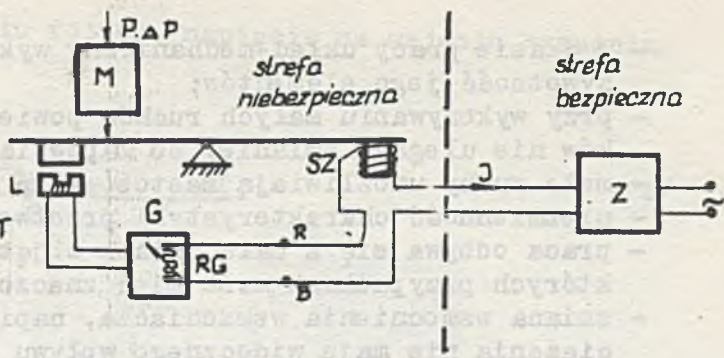 P.ΔP
M
strefa
niebezpieczna
strefa
bezpieczna
SZ
J
Z
L
T
G
R
RG
B
~